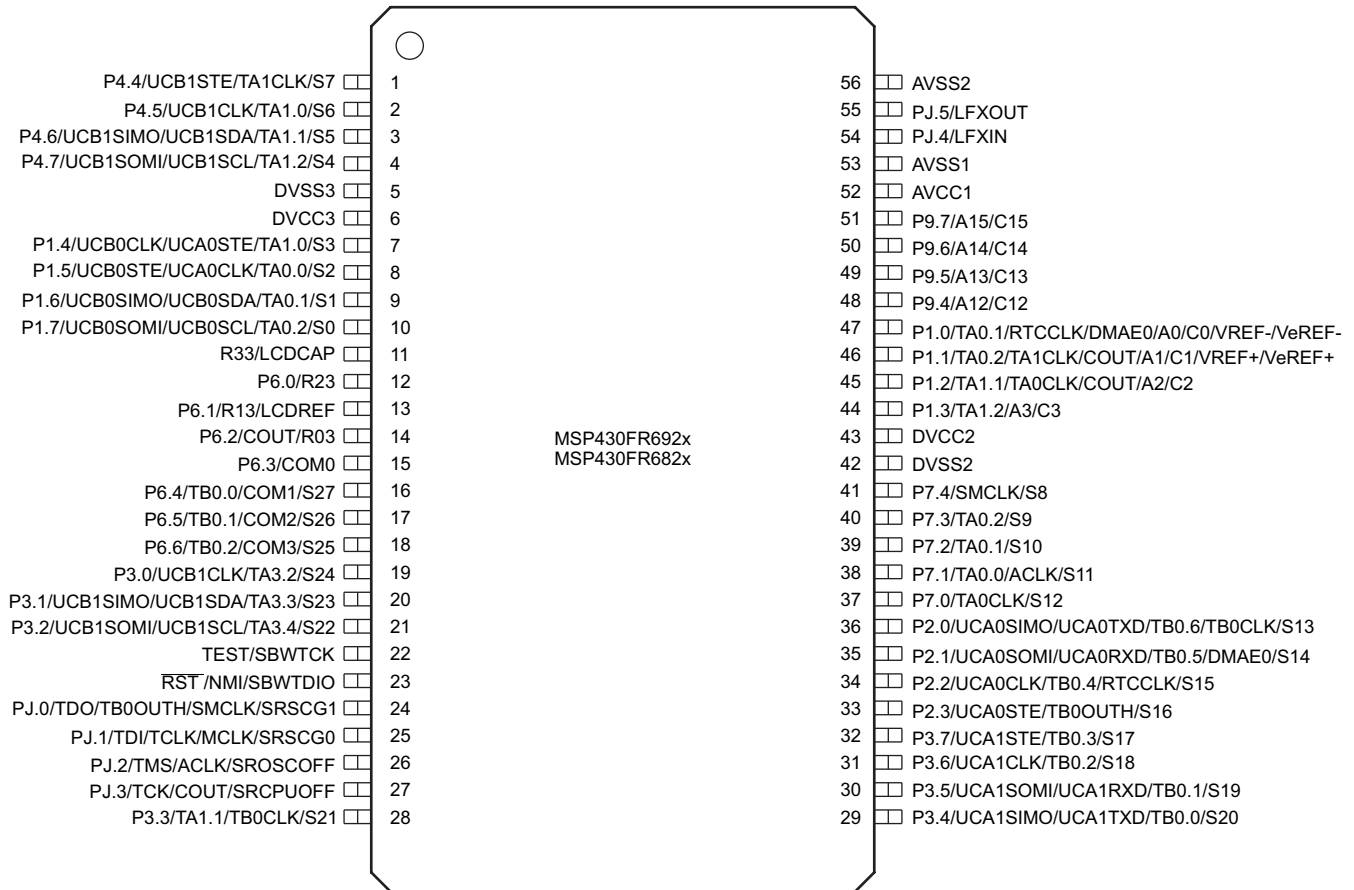 P4.4/UCB1STE/TA1CLK/S7 1
P4.5/UCB1CLK/TA1.0/S6 2
P4.6/UCB1SIMO/UCB1SDA/TA1.1/S5 3
P4.7/UCB1SOMI/UCB1SCL/TA1.2/S4 4
DVSS3 5
DVCC3 6
P1.4/UCB0CLK/UCA0STE/TA1.0/S3 7
P1.5/UCB0STE/UCA0CLK/TA0.0/S2 8
P1.6/UCB0SIMO/UCB0SDA/TA0.1/S1 9
P1.7/UCB0SOMI/UCB0SCL/TA0.2/S0 10
R33/LCDCAP 11
P6.0/R23 12
P6.1/R13/LCDREF 13
P6.2/COUT/R03 14
P6.3/COM0 15
P6.4/TB0.0/COM1/S27 16
P6.5/TB0.1/COM2/S26 17
P6.6/TB0.2/COM3/S25 18
P3.0/UCB1CLK/TA3.2/S24 19
P3.1/UCB1SIMO/UCB1SDA/TA3.3/S23 20
P3.2/UCB1SOMI/UCB1SCL/TA3.4/S22 21
TEST/SBWTCK 22
RST/NMI/SBWTDIO 23
PJ.0/TDO/TB0OUTH/SMCLK/SRSCG1 24
PJ.1/TDI/TCLK/MCLK/SRSCG0 25
PJ.2/TMS/ACLK/SROSCOFF 26
PJ.3/TCK/COUT/SRCPUOFF 27
P3.3/TA1.1/TB0CLK/S21 28
MSP430FR692x
MSP430FR682x
56 AVSS2
55 PJ.5/LFXOUT
54 PJ.4/LFXIN
53 AVSS1
52 AVCC1
51 P9.7/A15/C15
50 P9.6/A14/C14
49 P9.5/A13/C13
48 P9.4/A12/C12
47 P1.0/TA0.1/RTCCLK/DMAE0/A0/C0/VREF-/VeREF-
46 P1.1/TA0.2/TA1CLK/COUT/A1/C1/VREF+/VeREF+
45 P1.2/TA1.1/TA0CLK/COUT/A2/C2
44 P1.3/TA1.2/A3/C3
43 DVCC2
42 DVSS2
41 P7.4/SMCLK/S8
40 P7.3/TA0.2/S9
39 P7.2/TA0.1/S10
38 P7.1/TA0.0/ACLK/S11
37 P7.0/TA0CLK/S12
36 P2.0/UCA0SIMO/UCA0TXD/TB0.6/TB0CLK/S13
35 P2.1/UCA0SOMI/UCA0RXD/TB0.5/DMAE0/S14
34 P2.2/UCA0CLK/TB0.4/RTCCLK/S15
33 P2.3/UCA0STE/TB0OUTH/S16
32 P3.7/UCA1STE/TB0.3/S17
31 P3.6/UCA1CLK/TB0.2/S18
30 P3.5/UCA1SOMI/UCA1RXD/TB0.1/S19
29 P3.4/UCA1SIMO/UCA1TXD/TB0.0/S20